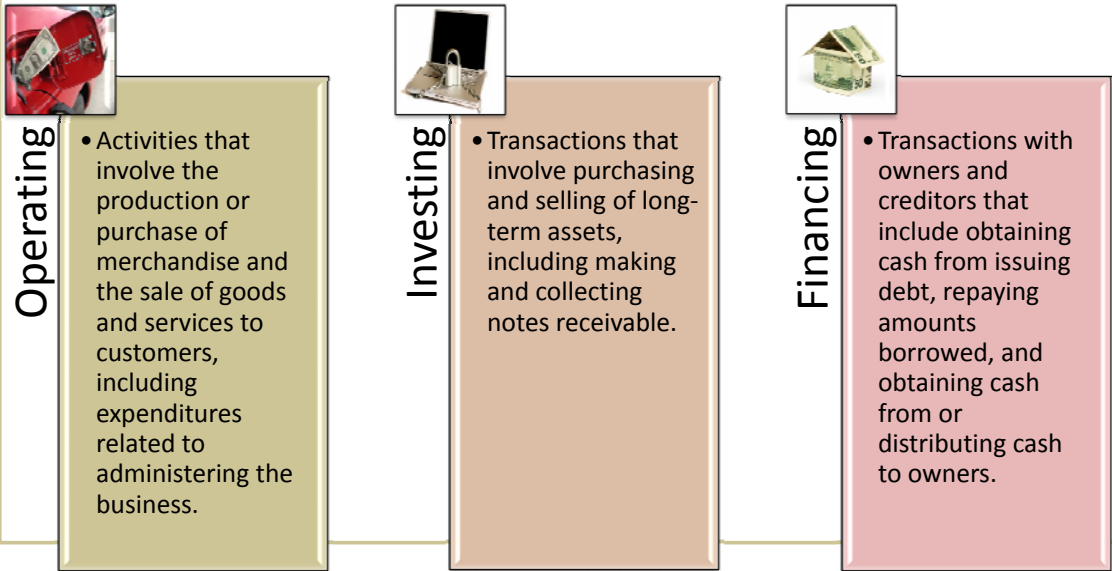 Operating
• Activities that
involve the
production or
purchase of
merchandise and
the sale of goods
and services to
customers,
including
expenditures
related to
administering the
business.
Investing
• Transactions that
involve purchasing
and selling of long-
term assets,
including making
and collecting
notes receivable.
Financing
• Transactions with
owners and
creditors that
include obtaining
cash from issuing
debt, repaying
amounts
borrowed, and
obtaining cash
from or
distributing cash
to owners.